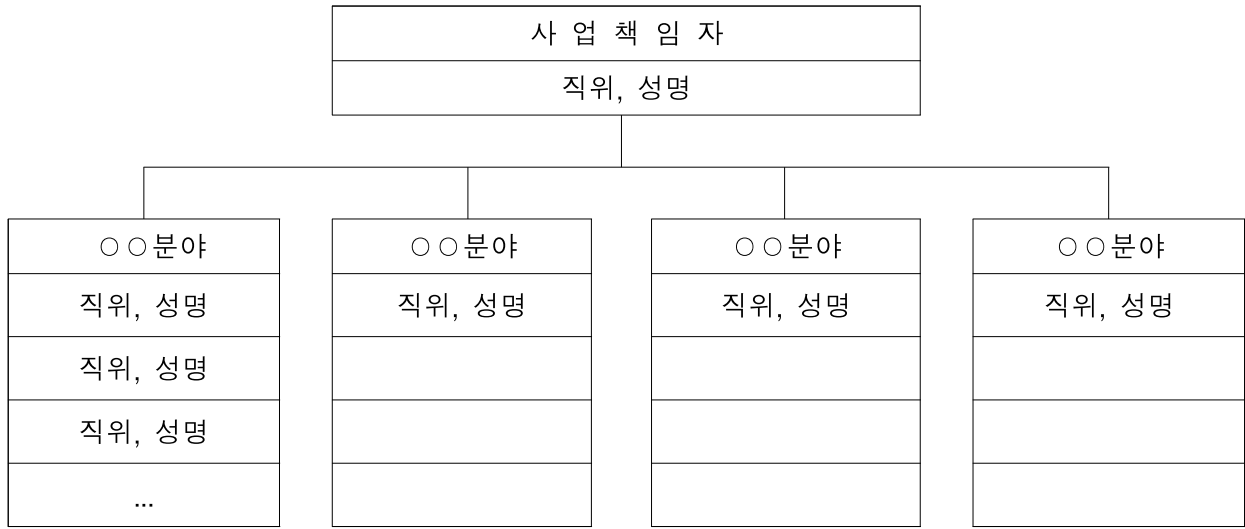 사 업 책 임 자
직위, 성명
○○분야
직위, 성명
직위, 성명
직위, 성명
...
○○분야
직위, 성명
○○분야
직위, 성명
○○분야
직위, 성명